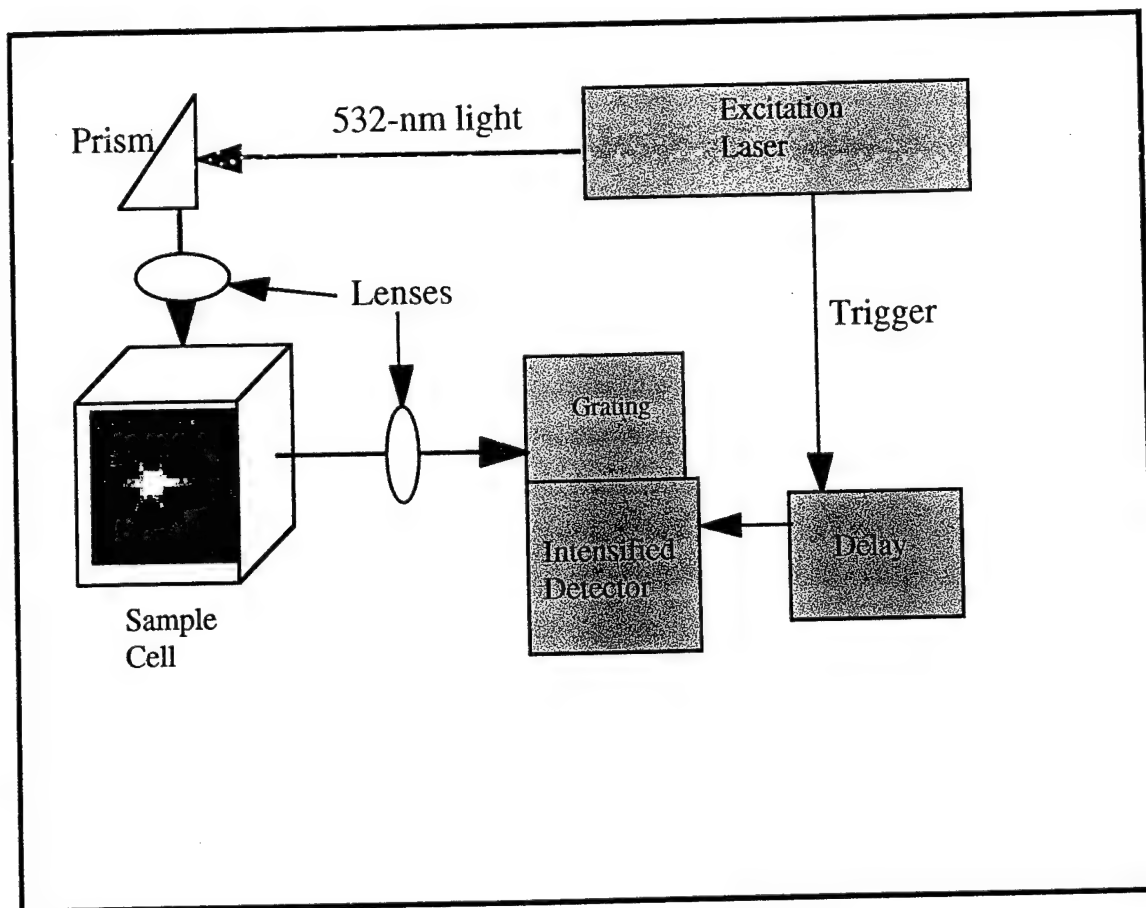 532-nm light
Excitation
Laser
Prism
Lenses
Trigger
Grating
Intensified
Detector
Delay
Sample
Cell